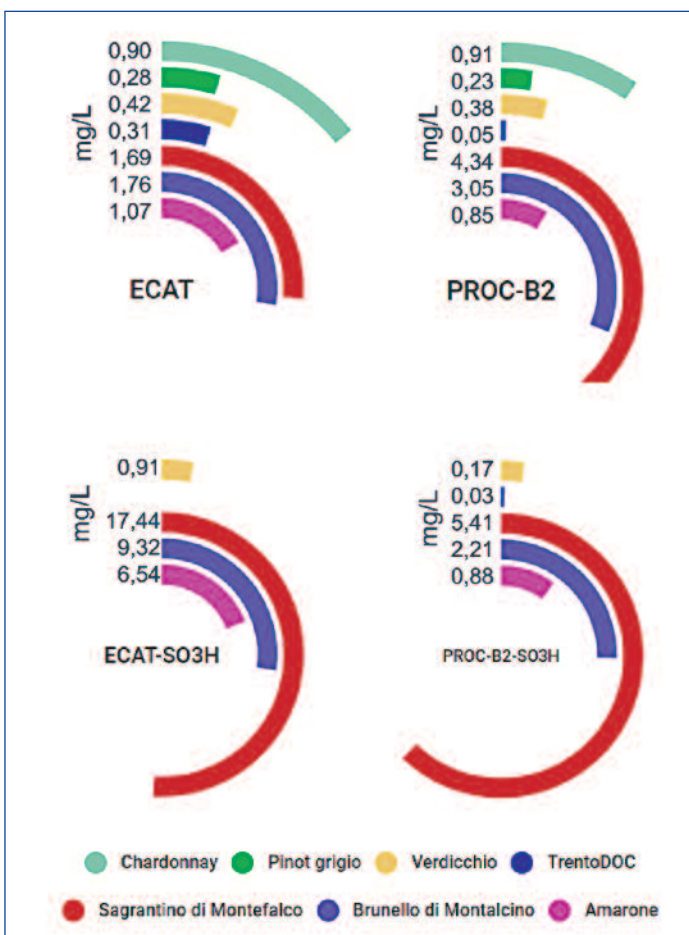 0,90
0,28
0,42
0,31
1,69
1,76
1,07
mg/L
ECAT
0,91
0,23
0,38
0,05
4,34
3,05
0,85
mg/L
PROC-B2
0,91
17,44
9,32
6,54
mg/L
ECAT-SO3H
0,17
0,03
5,41
2,21
0,88
mg/L
PROC-B2-SO3H
Chardonnay Pinot grigio Verdicchio TrentoDOC
Sagrantino di Montefalco Brunello di Montalcino Amarone